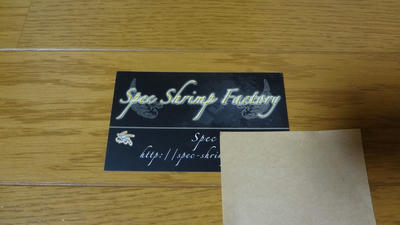 Spec Shrimp Factory
Spec
http://spec-shri